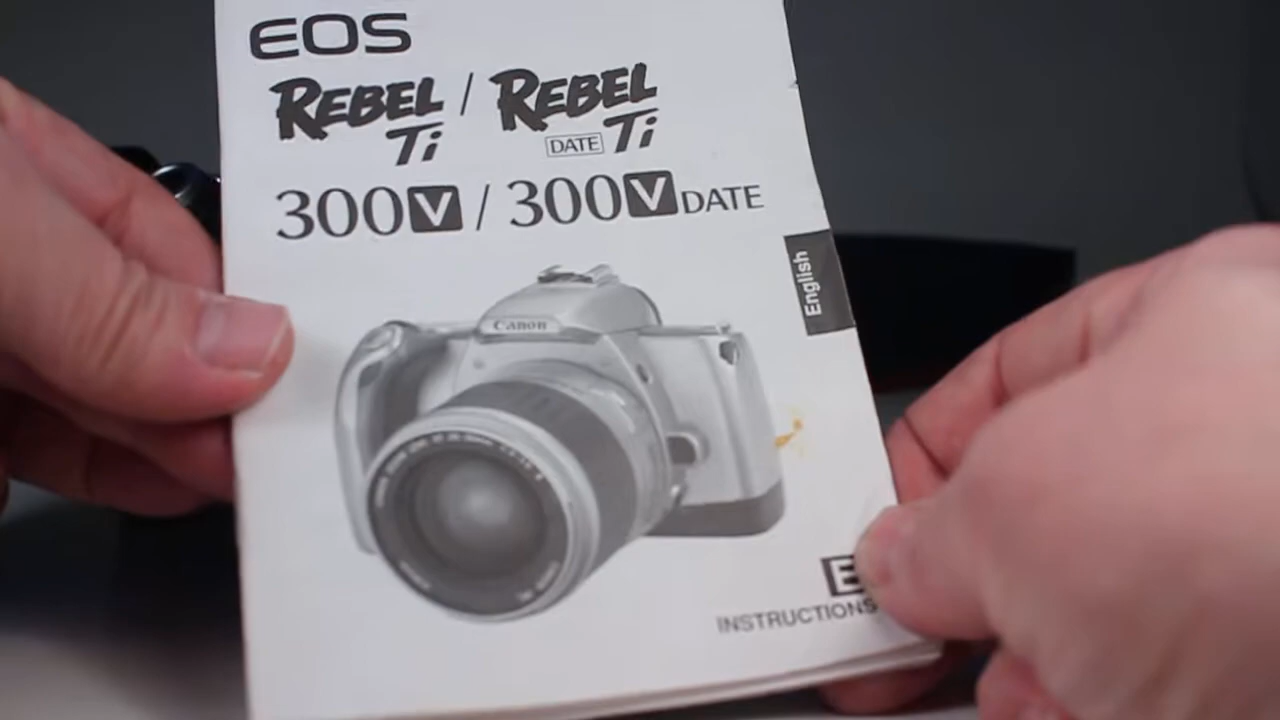 EOS
REBEL Ti / REBEL Ti DATE
300V / 300V DATE
English
Canon
E
INSTRUCTIONS